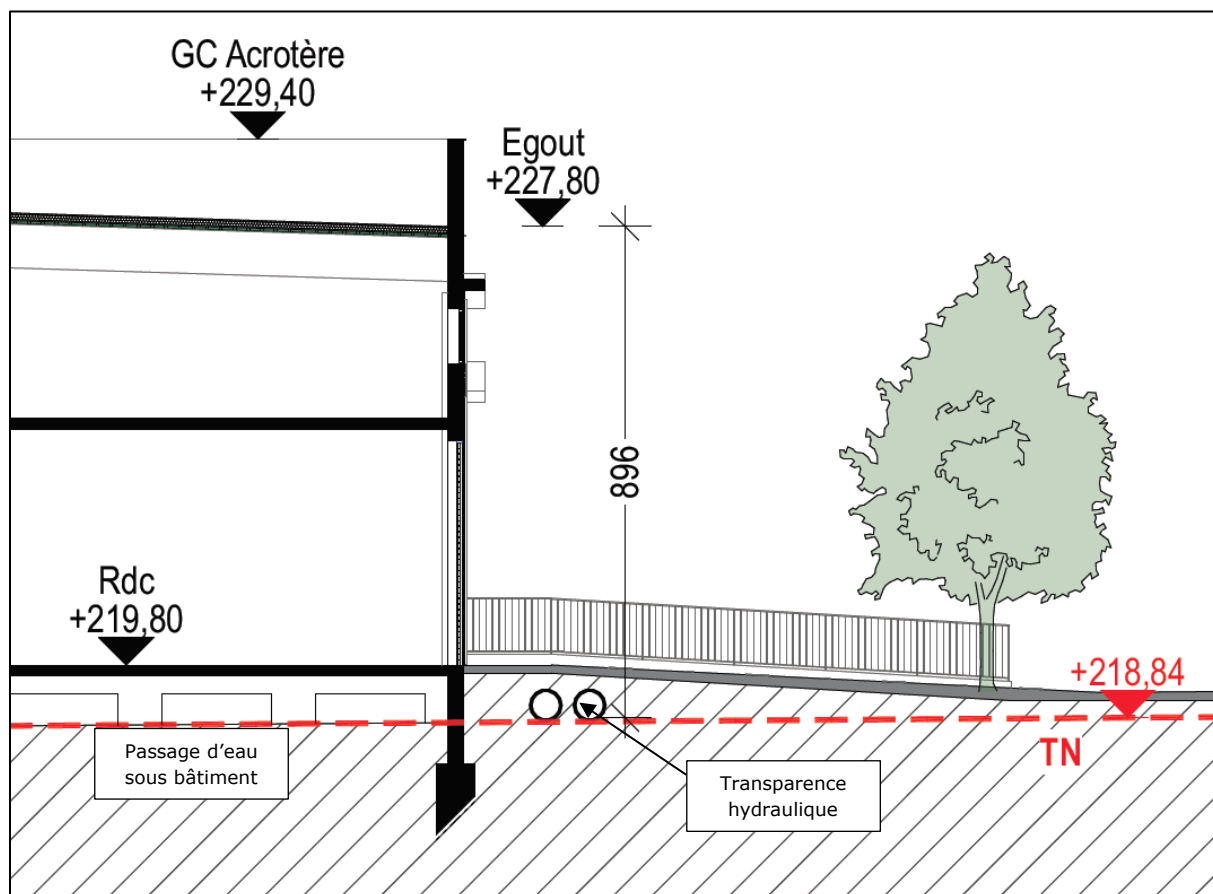 GC Acrotère
+229,40
Egout
+227,80
896
Rdc
+219,80
+218,84
TN
Passage d'eau
sous bâtiment
Transparence
hydraulique